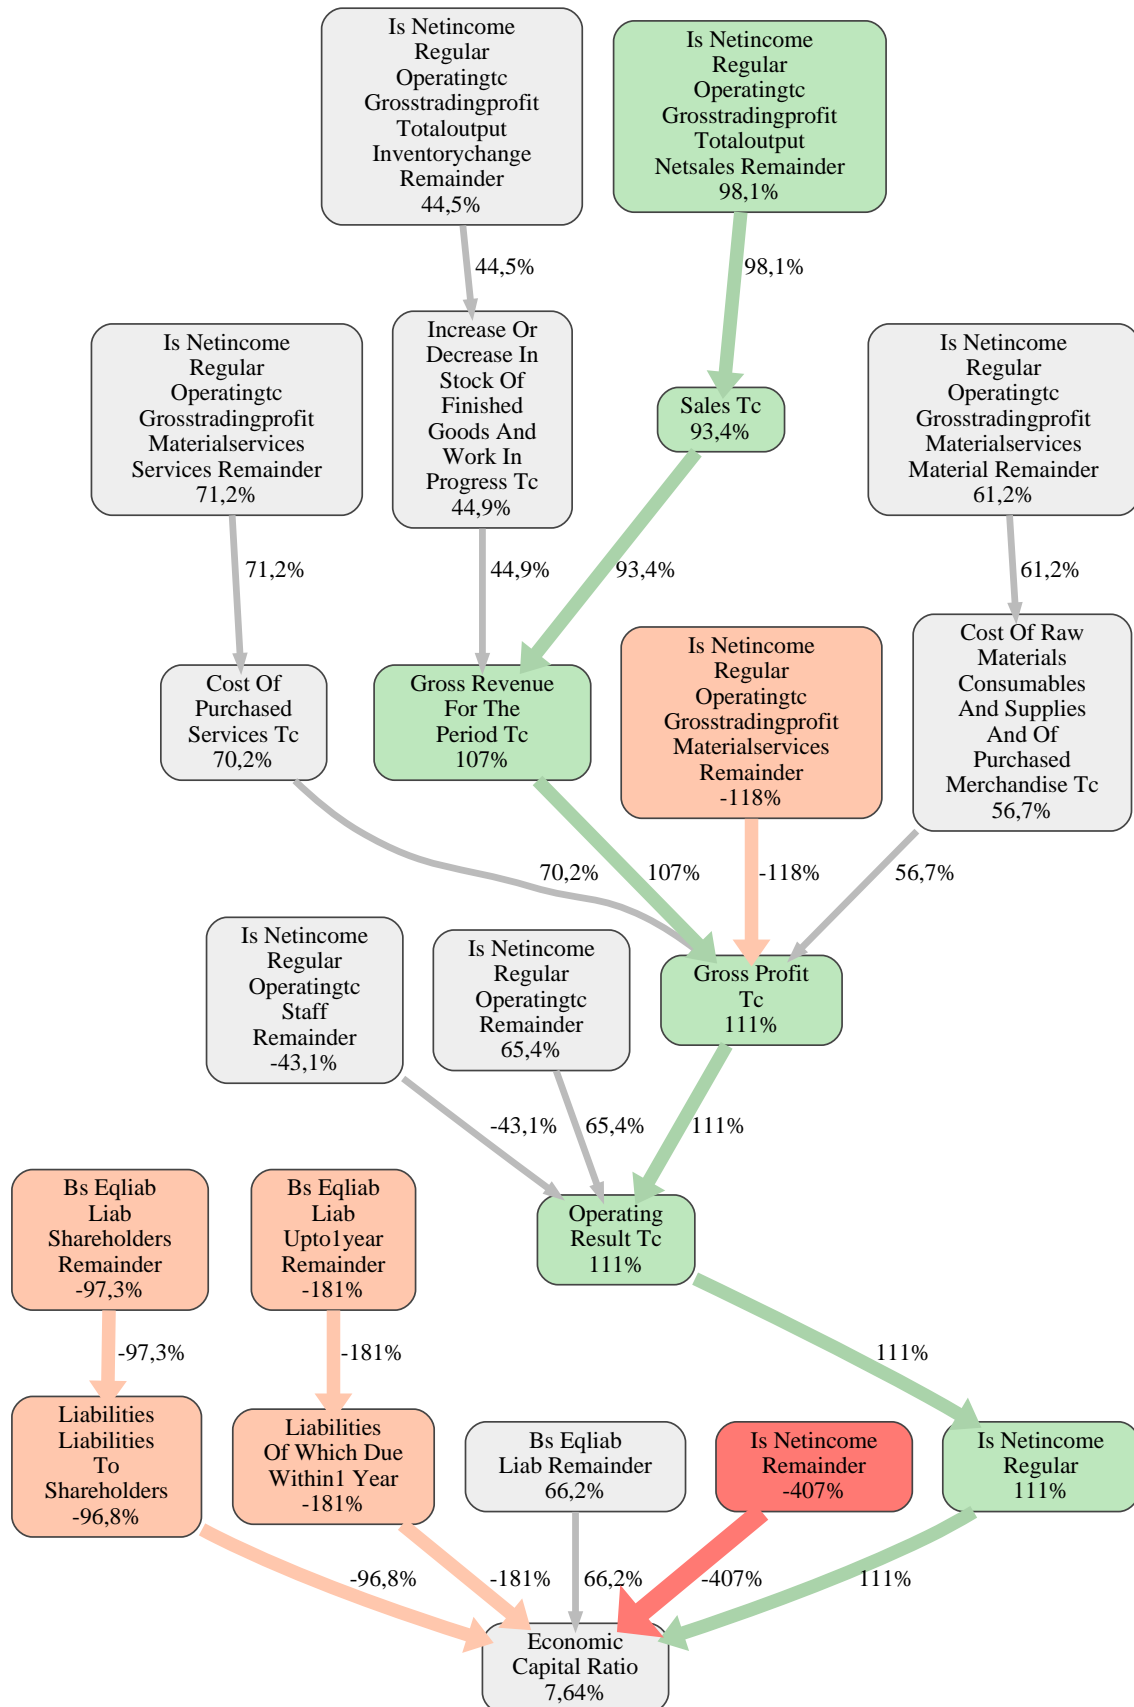 Is Netincome
Regular
Operatingtc
Grosstradingprofit
Totaloutput
Inventorychange
Remainder
44,5%
Is Netincome
Regular
Operatingtc
Grosstradingprofit
Totaloutput
Netsales Remainder
98,1%
44,5%
98,1%
Is Netincome
Regular
Operatingtc
Grosstradingprofit
Materialservices
Services Remainder
71,2%
Increase Or
Decrease In
Stock Of
Finished
Goods And
Work In
Progress Tc
44,9%
Sales Tc
93,4%
Is Netincome
Regular
Operatingtc
Grosstradingprofit
Materialservices
Material Remainder
61,2%
71,2%
44,9%
93,4%
61,2%
Cost Of
Purchased
Services Tc
70,2%
Gross Revenue
For The
Period Tc
107%
Is Netincome
Regular
Operatingtc
Grosstradingprofit
Materialservices
Remainder
-118%
Cost Of Raw
Materials
Consumables
And Supplies
And Of
Purchased
Merchandise Tc
56,7%
70,2%
107%
-118%
56,7%
Is Netincome
Regular
Operatingtc
Staff
Remainder
-43,1%
Is Netincome
Regular
Operatingtc
Remainder
65,4%
Gross Profit
Tc
111%
-43,1%
65,4%
111%
Bs Eqliab
Liab
Shareholders
Remainder
-97,3%
Bs Eqliab
Liab
Upto1year
Remainder
-181%
Operating
Result Tc
111%
-97,3%
-181%
111%
Liabilities
Liabilities
To
Shareholders
-96,8%
Liabilities
Of Which Due
Within1 Year
-181%
Bs Eqliab
Liab Remainder
66,2%
Is Netincome
Remainder
-407%
Is Netincome
Regular
111%
-96,8%
-181%
66,2%
-407%
111%
Economic
Capital Ratio
7,64%